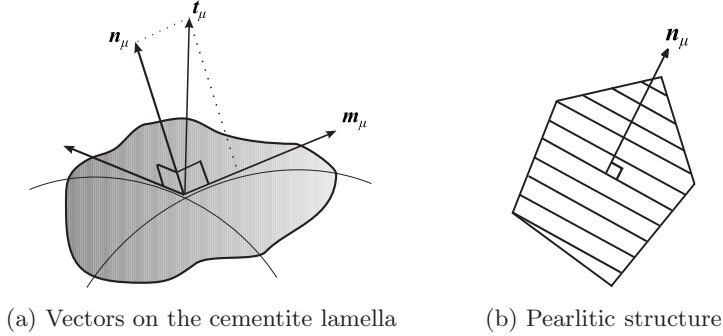 t_μ
n_μ
n_μ
m_μ
(a) Vectors on the cementite lamella
(b) Pearlitic structure